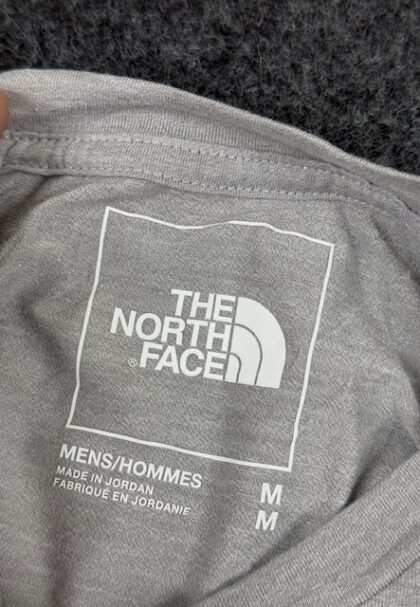 THE
NORTH
® FACE
MENS/HOMMES
MADE IN JORDAN
FABRIQUÉ EN JORDANIE
M
M